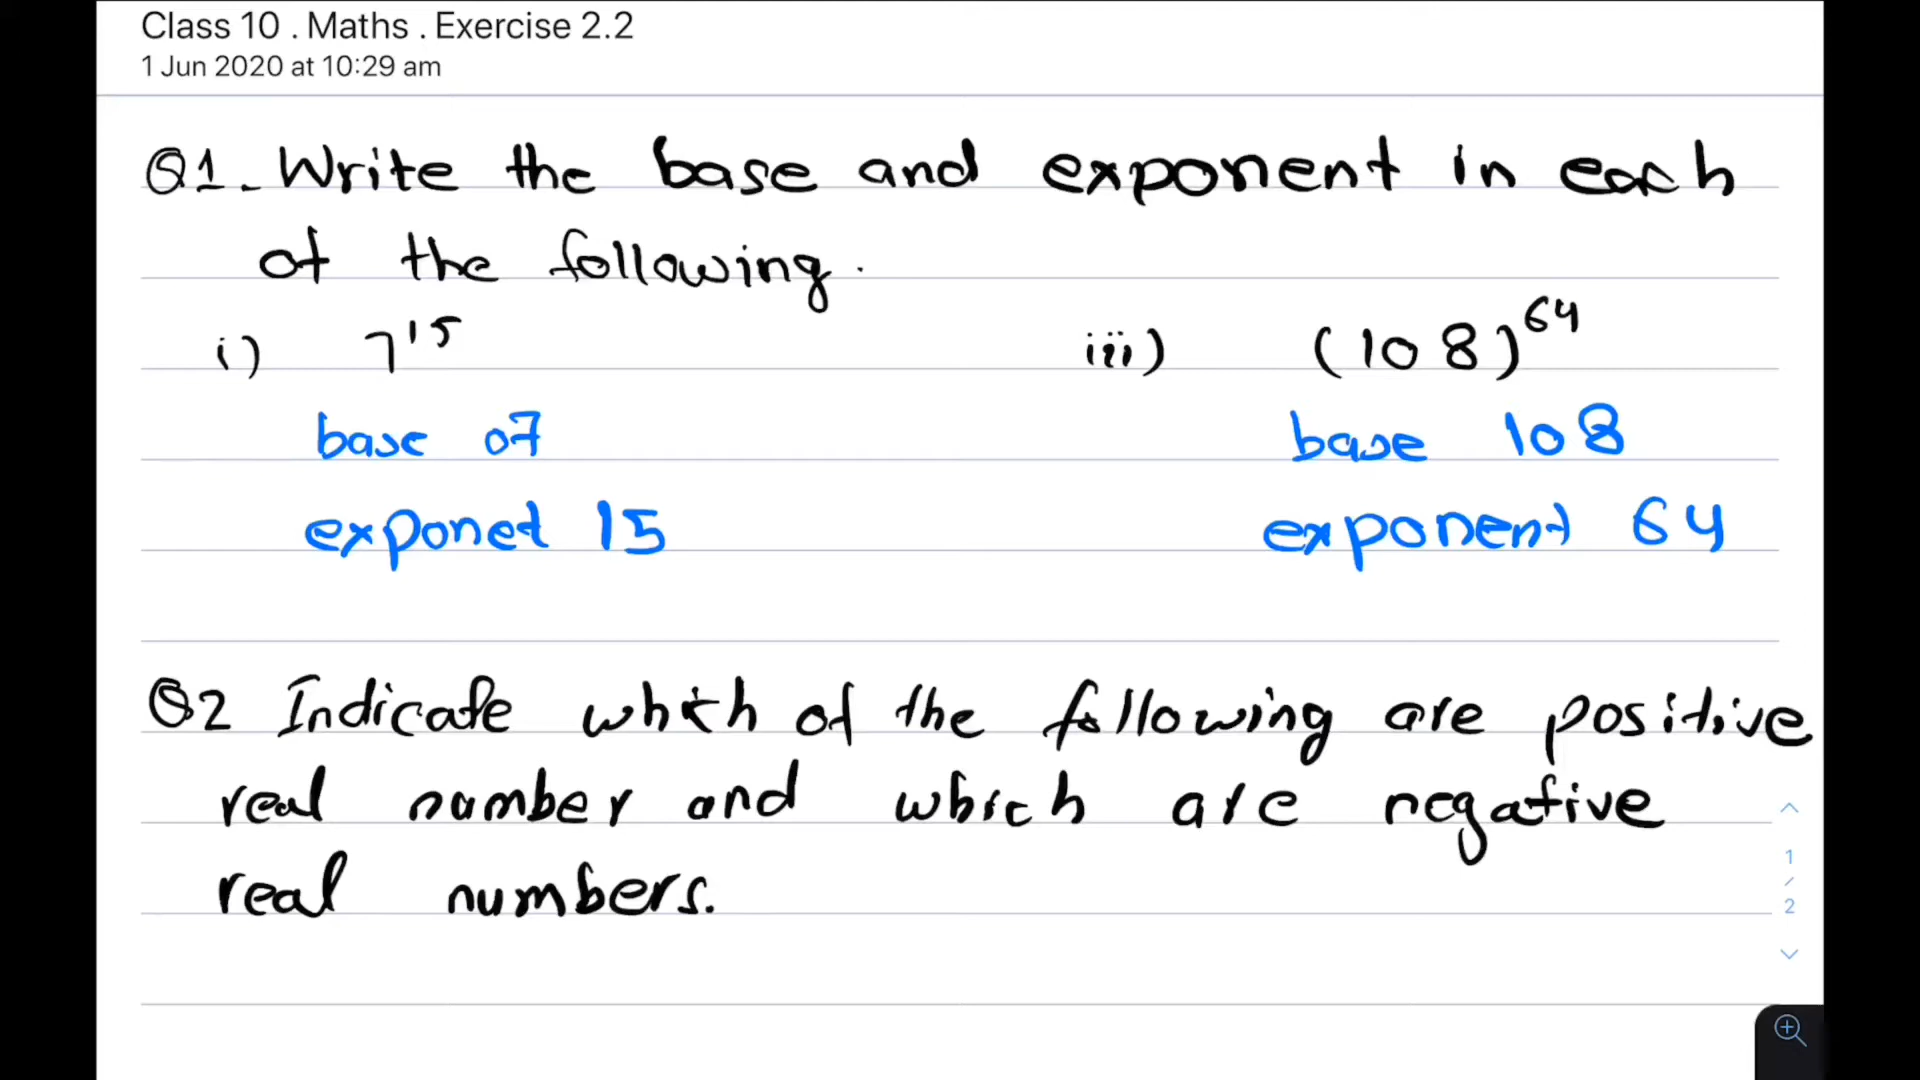 Class 10 . Maths . Exercise 2.2
1 Jun 2020 at 10:29 am
Q1. Write the base and exponent in each
of the following.
i) 7¹⁵ iii) (108)⁶⁴
base 07 base 108
exponet 15 exponent 64
Q2 Indicate which of the following are positive
real number and which are negative
real numbers.
1
/
2